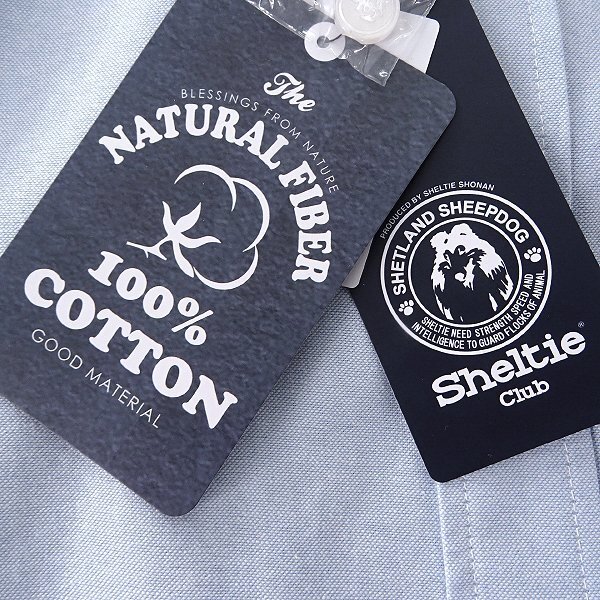 The
BLESSINGS FROM NATURE
NATURAL FIBER
100%
COTTON
GOOD MATERIAL
PRODUCED BY SHELTIE SHONAN
SHETLAND SHEEPDOG
SHELTIE NEED STRENGTH SPEED AND
INTELLIGENCE TO GUARD FLOCKS OF ANIMAL
Sheltie®
Club